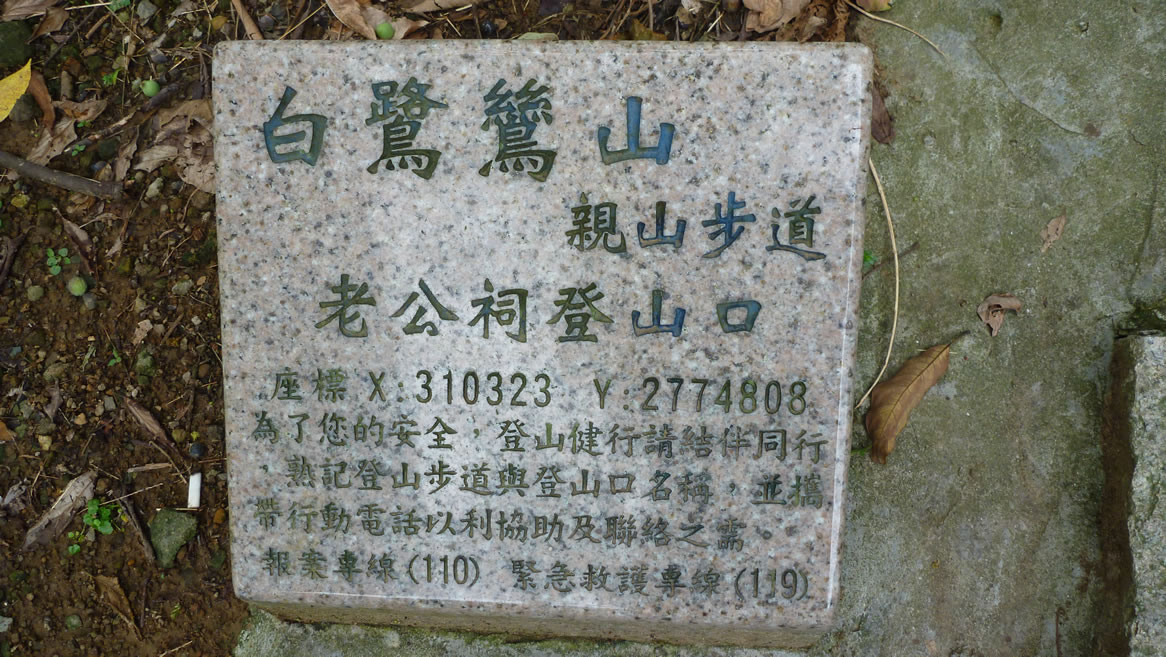 白鷺鷥山
親山步道
老公祠登山口
座標 X:310323 Y:2774808
為了您的安全,登山健行請結伴同行
,熟記登山步道與登山口名稱,並攜
帶行動電話以利協助及聯絡之需。
報案專線(110) 緊急救護專線(119)